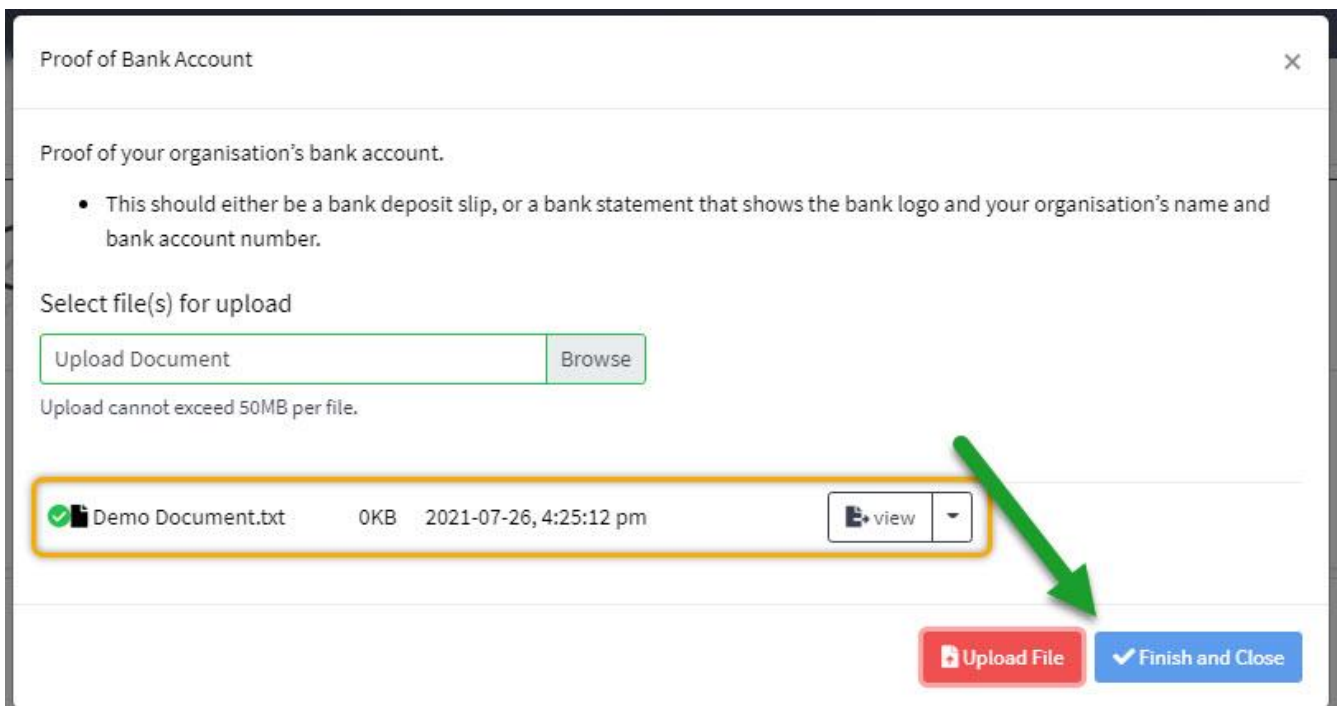 Proof of Bank Account ×
Proof of your organisation’s bank account.
• This should either be a bank deposit slip, or a bank statement that shows the bank logo and your organisation’s name and
bank account number.
Select file(s) for upload
Upload Document Browse
Upload cannot exceed 50MB per file.
Demo Document.txt 0KB 2021-07-26, 4:25:12 pm view
Upload File Finish and Close